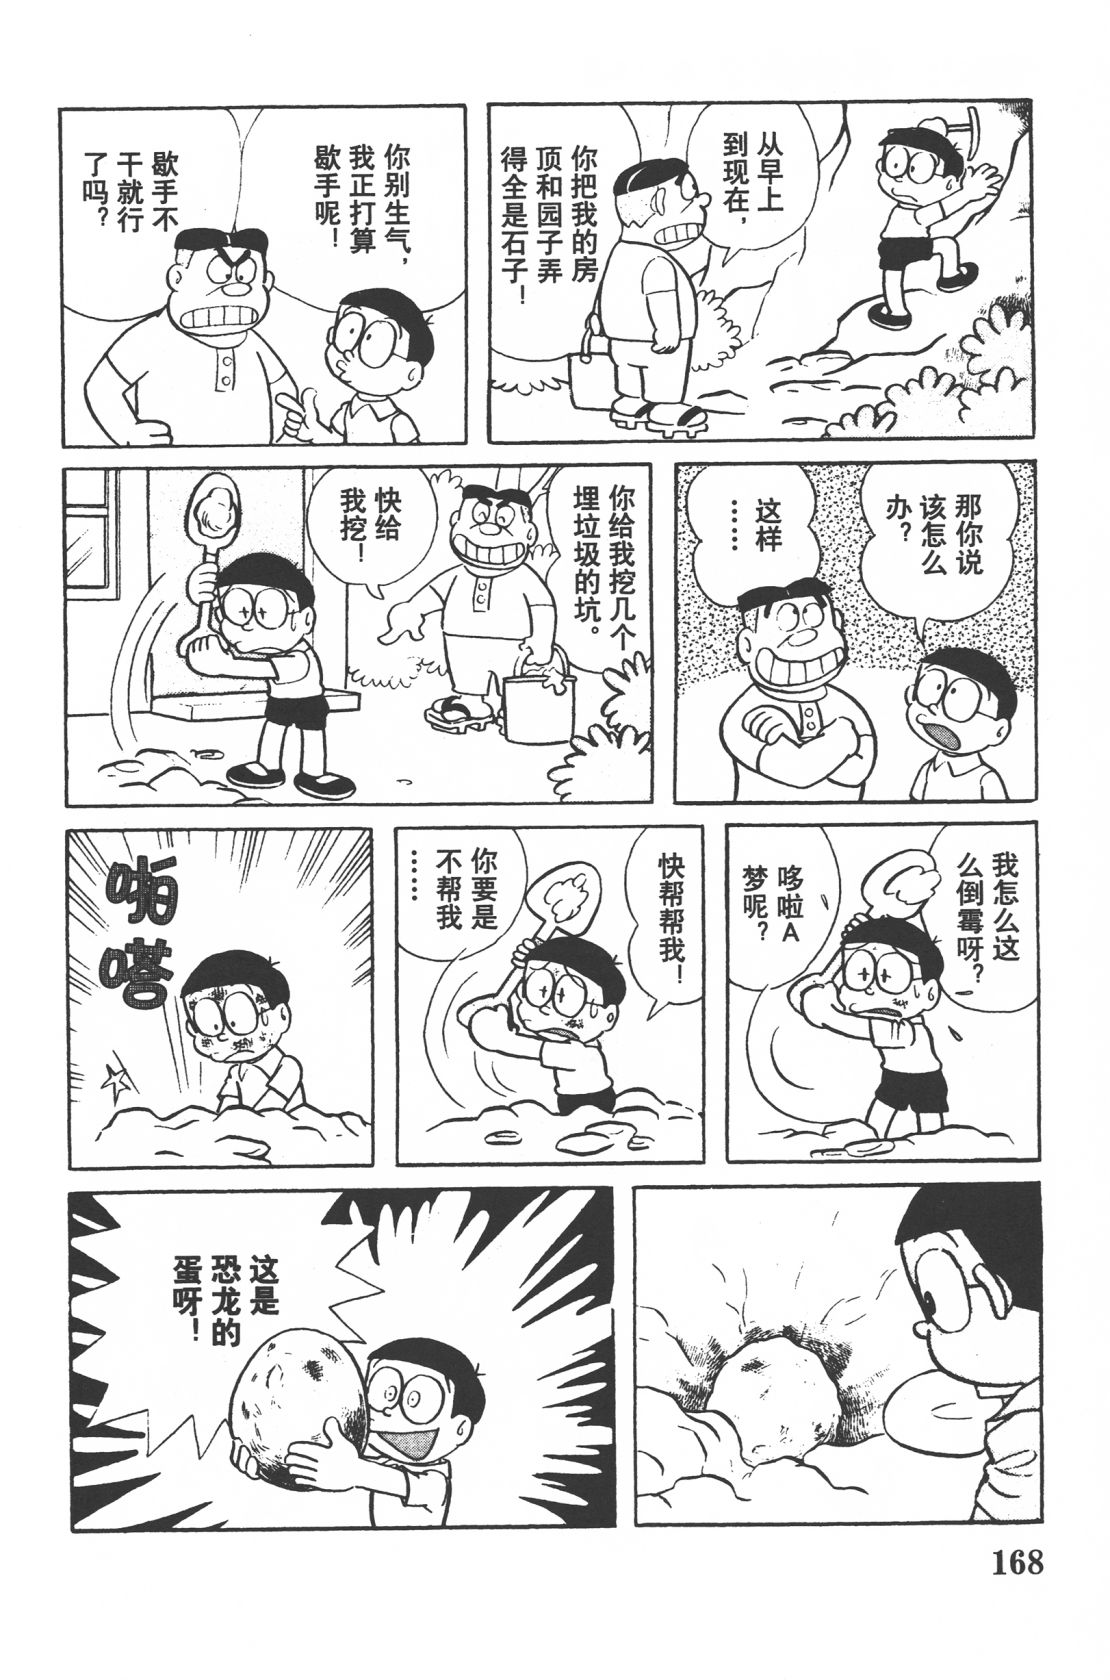 从早上
到现在，
你把我的房
顶和园子弄
得全是石子！
你别生气，
我正打算
歇手呢！
歇手不
干就行
了吗？
那你说
该怎么
办？
这样
……
你给我挖几个
埋垃圾的坑。
快给
我挖！
我怎么这
么倒霉呀？
哆啦A
梦呢？
快帮帮我！
你要是
不帮我
……
啪
嗒
这是
恐龙的
蛋呀！
168